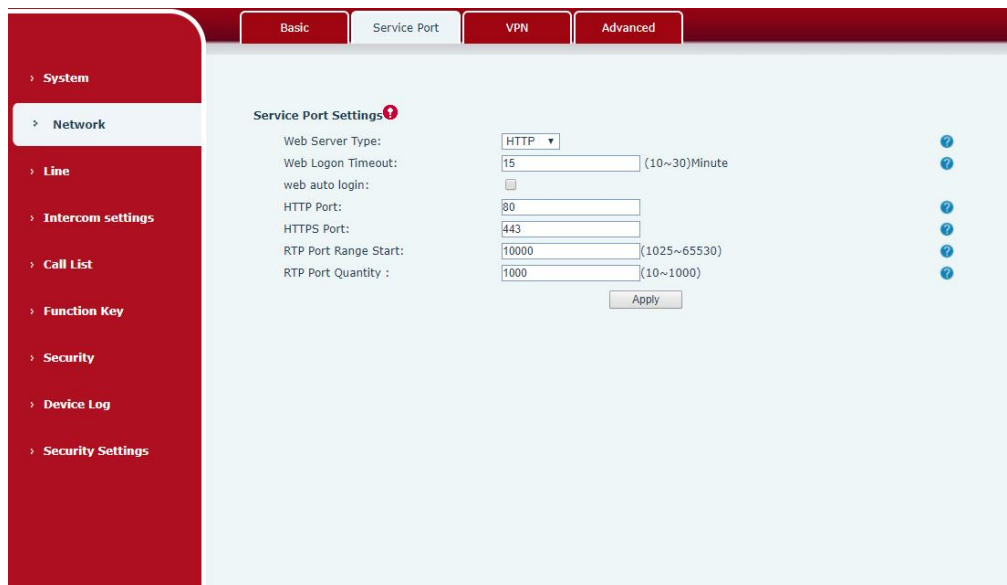 Basic
Service Port
VPN
Advanced
› System
› Network
› Line
› Intercom settings
› Call List
› Function Key
› Security
› Device Log
› Security Settings
Service Port Settings
Web Server Type: HTTP
Web Logon Timeout: 15 (10~30)Minute
web auto login:
HTTP Port: 80
HTTPS Port: 443
RTP Port Range Start: 10000 (1025~65530)
RTP Port Quantity : 1000 (10~1000)
Apply